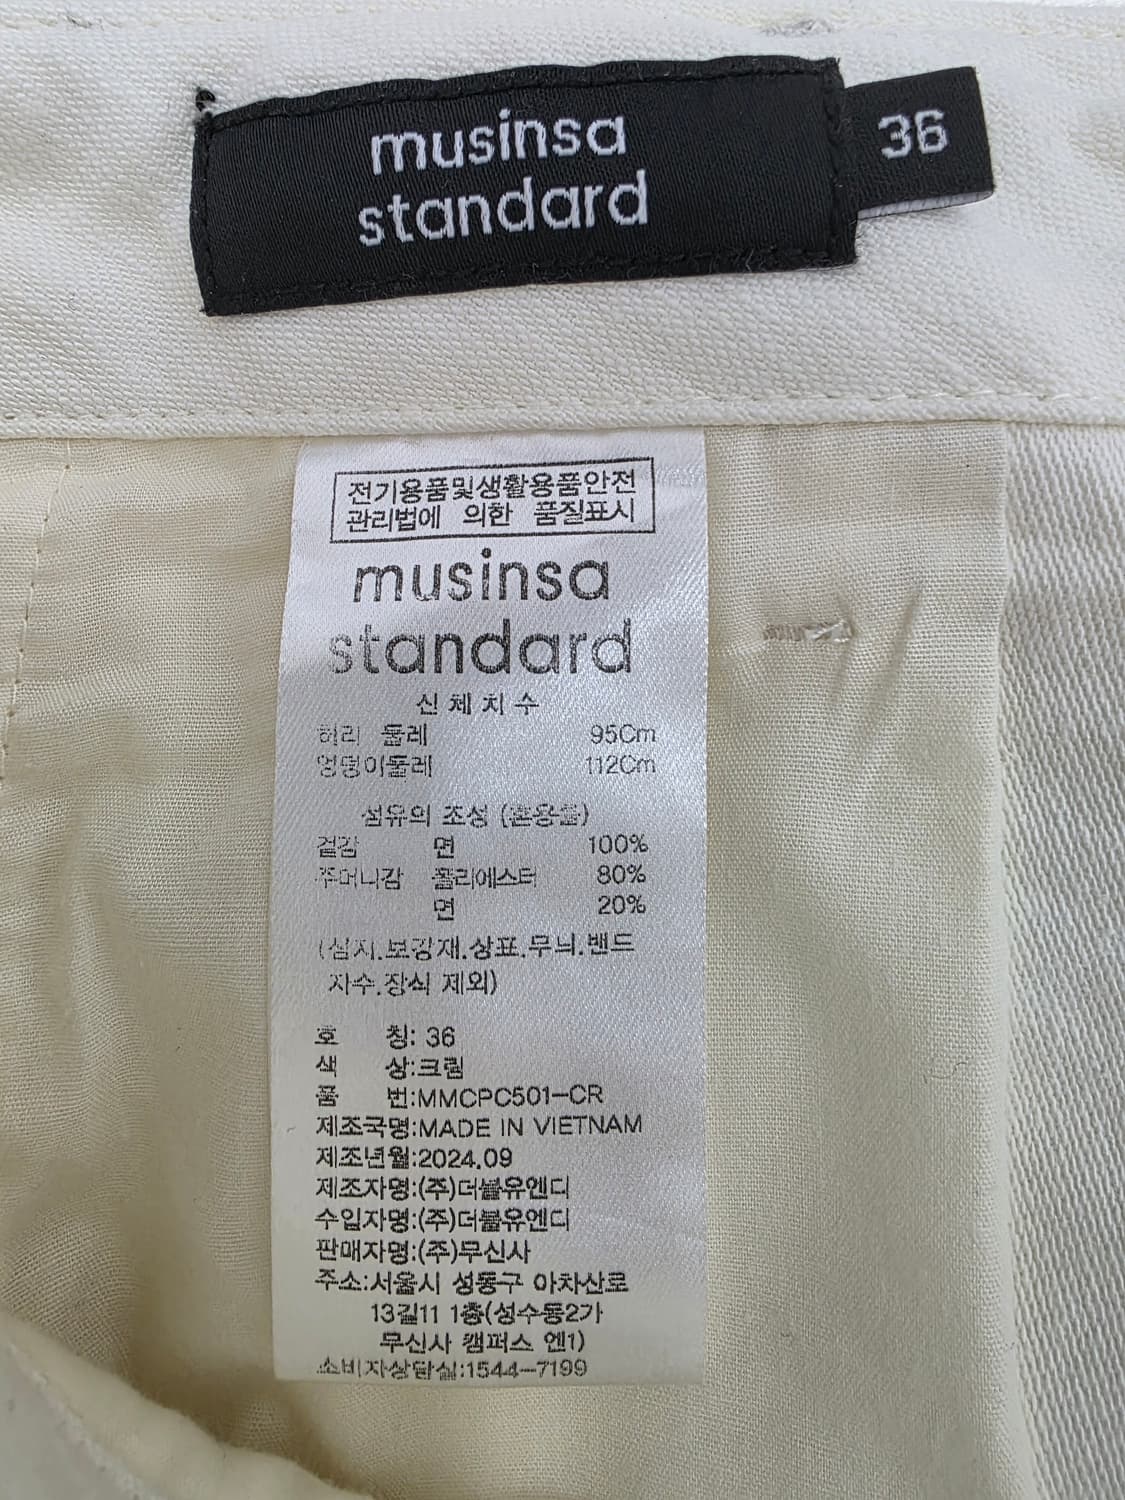 musinsa
standard
36
전기용품및생활용품안전
관리법에 의한 품질표시
musinsa
standard
신체치수
허리 둘레 95Cm
엉덩이둘레 112Cm
섬유의 조성 (혼용률)
겉감 면 100%
주머니감 폴리에스터 80%
면 20%
(심지.보강재.상표.무늬.밴드
자수.장식 제외)
호 칭: 36
색 상:크림
품 번:MMCPC501-CR
제조국명:MADE IN VIETNAM
제조년월:2024.09
제조자명:(주)더블유엔디
수입자명:(주)더블유엔디
판매자명:(주)무신사
주소:서울시 성동구 아차산로
13길11 1층(성수동2가
무신사 캠퍼스 엔1)
소비자상담실:1544-7199